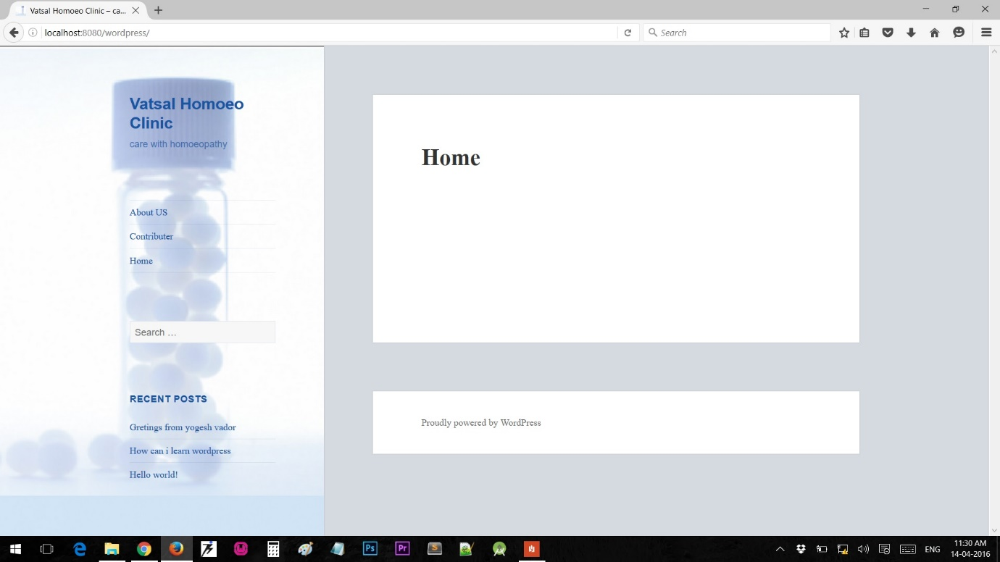 Vatsal Homoeo Clinic – ca...
localhost:8080/wordpress/
Search
Vatsal Homoeo
Clinic
care with homoeopathy
About US
Contributer
Home
Search …
RECENT POSTS
Gretings from yogesh vador
How can i learn wordpress
Hello world!
Home
Proudly powered by WordPress
Ps
Pr
S
ENG
11:30 AM
14-04-2016